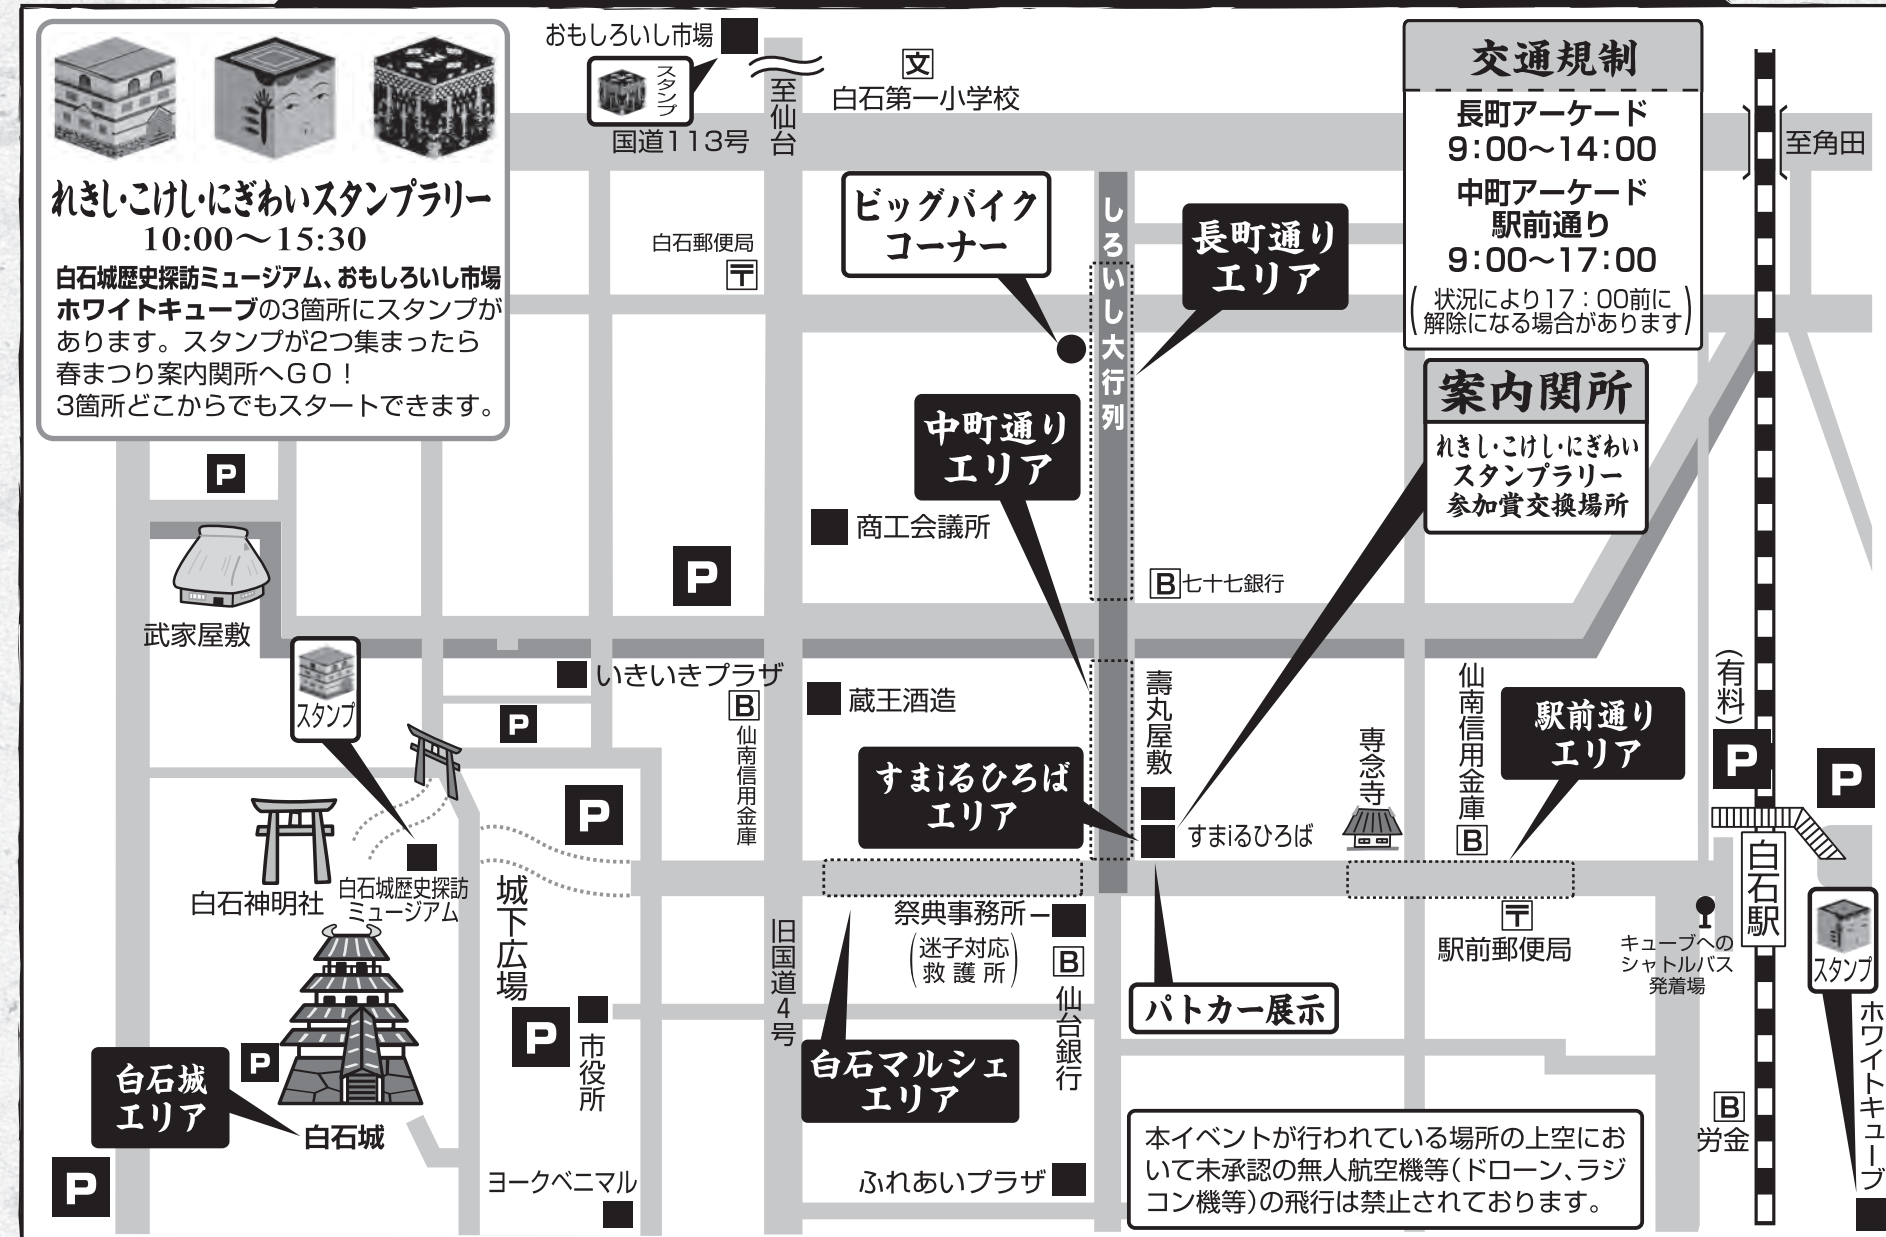 れきし・こけし・にぎわいスタンプラリー
10:00～15:30
白石城歴史探訪ミュージアム、おもしろいし市場
ホワイトキューブの3箇所にスタンプが
あります。スタンプが2つ集まったら
春まつり案内関所へＧＯ！
3箇所どこからでもスタートできます。
おもしろいし市場
スタンプ
国道113号
至仙台
文
白石第一小学校
交通規制
長町アーケード
9:00～14:00
中町アーケード
駅前通り
9:00～17:00
(状況により17：00前に
解除になる場合があります)
至角田
白石郵便局
〒
ビッグバイク
コーナー
しろいし大行列
長町通り
エリア
案内関所
れきし・こけし・にぎわい
スタンプラリー
参加賞交換場所
中町通り
エリア
P
商工会議所
P
B 七十七銀行
武家屋敷
スタンプ
いきいきプラザ
P
B
仙南信用金庫
蔵王酒造
壽丸屋敷
専念寺
仙南信用金庫
B
駅前通り
エリア
(有料)
P
P
すまiるひろば
エリア
すまiるひろば
P
白石神明社
白石城歴史探訪
ミュージアム
城下広場
旧国道4号
祭典事務所
(迷子対応
救護所)
B
仙台銀行
〒
駅前郵便局
キューブへの
シャトルバス
発着場
白石駅
スタンプ
ホワイトキューブ
パトカー展示
白石マルシェ
エリア
P
市役所
P
白石城
エリア
白石城
P
ヨークベニマル
ふれあいプラザ
B
労金
本イベントが行われている場所の上空にお
いて未承認の無人航空機等(ドローン、ラジ
コン機等)の飛行は禁止されております。